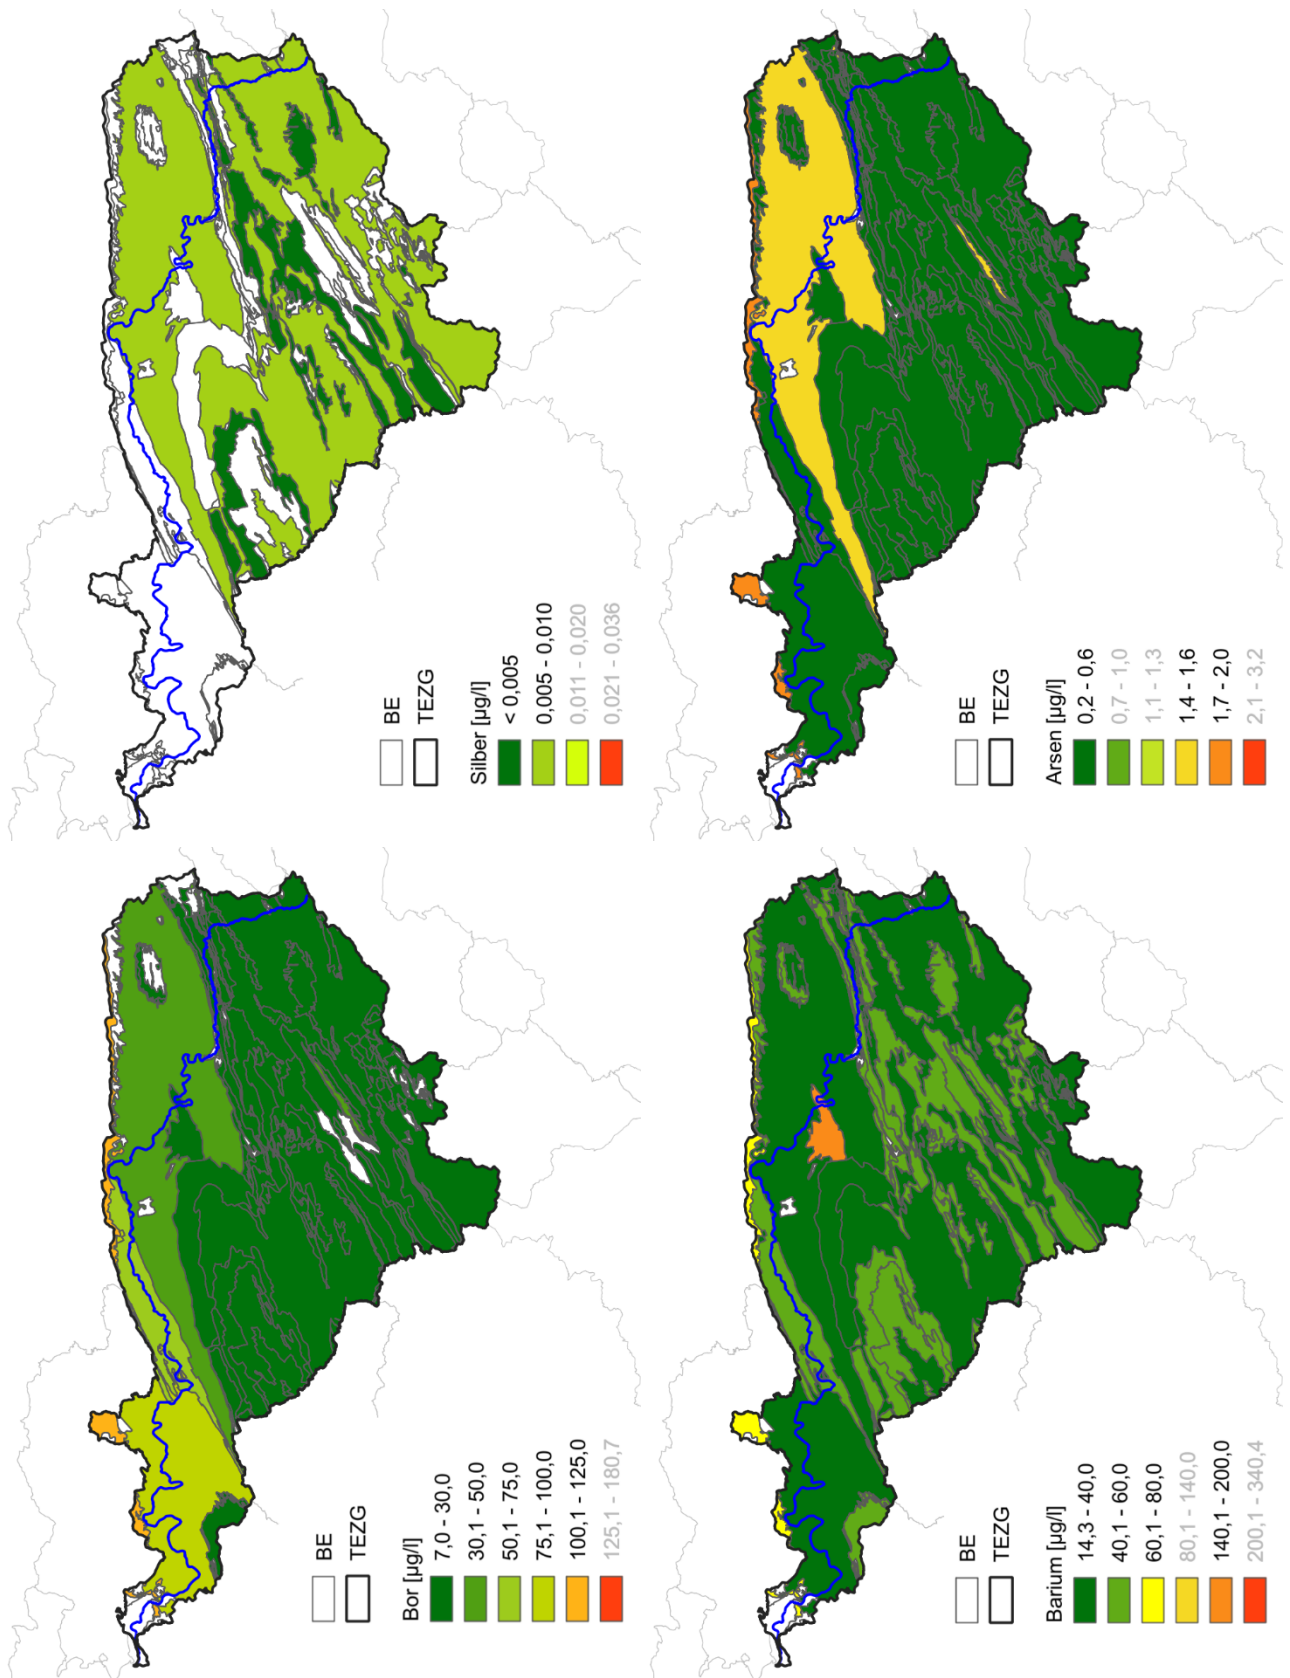 BE
TEZG
Silber [µg/l]
< 0,005
0,005 - 0,010
0,011 - 0,020
0,021 - 0,036
BE
TEZG
Arsen [µg/l]
0,2 - 0,6
0,7 - 1,0
1,1 - 1,3
1,4 - 1,6
1,7 - 2,0
2,1 - 3,2
BE
TEZG
Bor [µg/l]
7,0 - 30,0
30,1 - 50,0
50,1 - 75,0
75,1 - 100,0
100,1 - 125,0
125,1 - 180,7
BE
TEZG
Barium [µg/l]
14,3 - 40,0
40,1 - 60,0
60,1 - 80,0
80,1 - 140,0
140,1 - 200,0
200,1 - 340,4